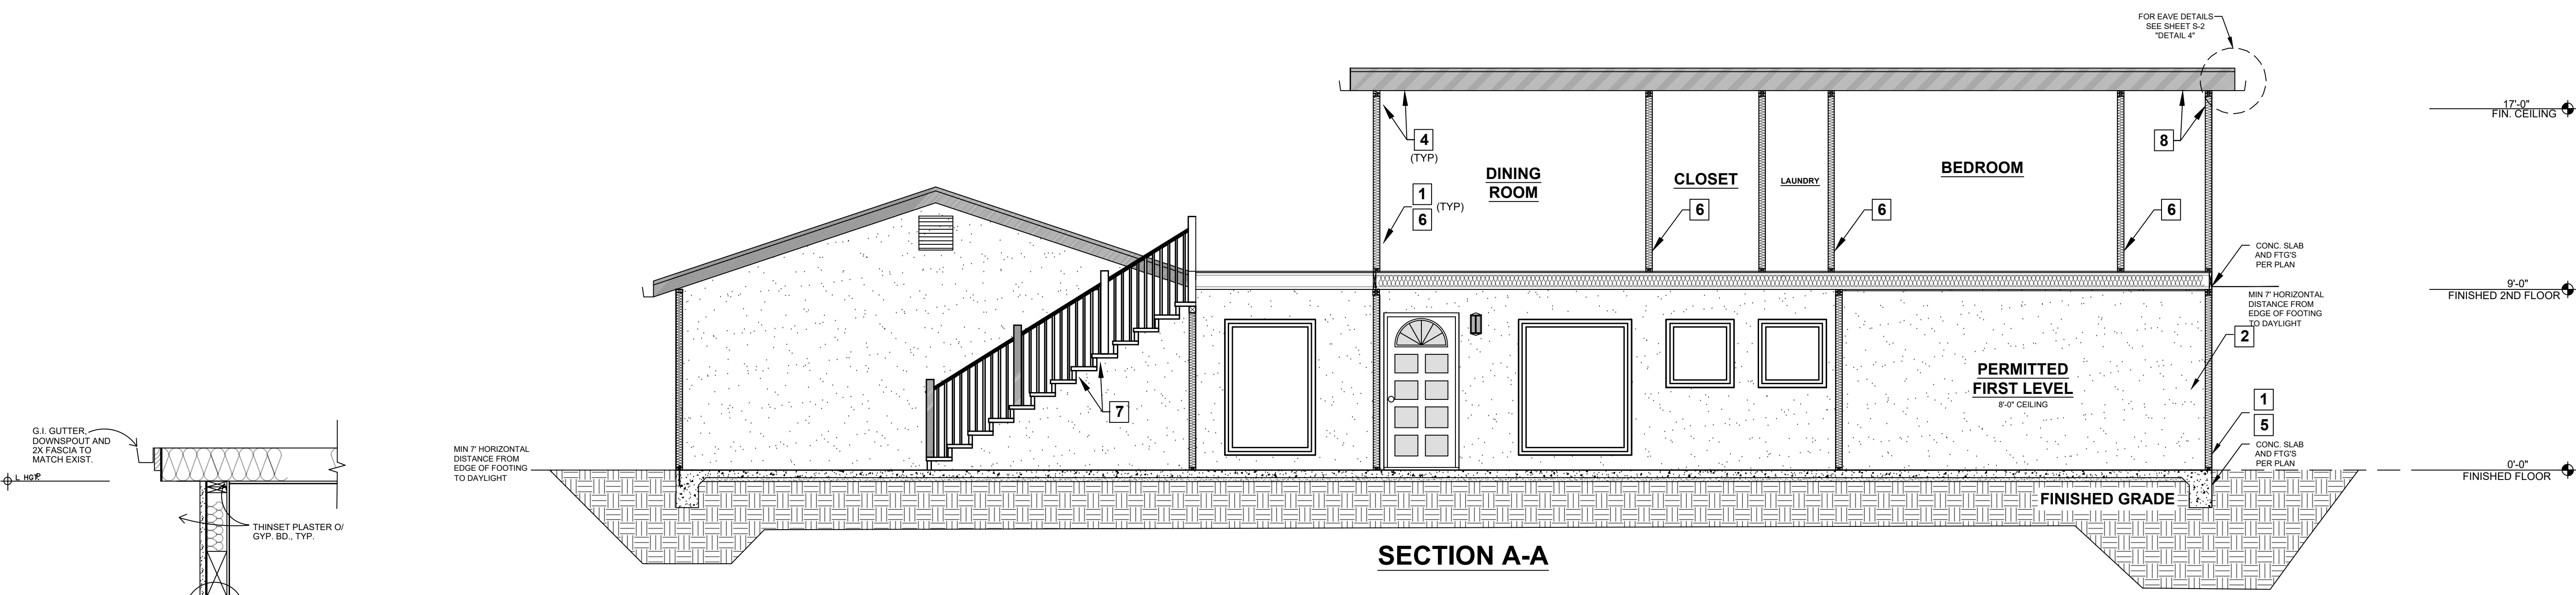 FOR EAVE DETAILS
SEE SHEET S-2
"DETAIL 4"
17'-0"
FIN. CEILING
4
(TYP)
8
DINING
ROOM
CLOSET
LAUNDRY
BEDROOM
1
(TYP)
6
6
6
6
CONC. SLAB
AND FTG'S
PER PLAN
9'-0"
FINISHED 2ND FLOOR
MIN 7' HORIZONTAL
DISTANCE FROM
EDGE OF FOOTING
TO DAYLIGHT
2
PERMITTED
FIRST LEVEL
8'-0" CEILING
7
1
5
CONC. SLAB
AND FTG'S
PER PLAN
G.I. GUTTER,
DOWNSPOUT AND
2X FASCIA TO
MATCH EXIST.
MIN 7' HORIZONTAL
DISTANCE FROM
EDGE OF FOOTING
TO DAYLIGHT
0'-0"
FINISHED FLOOR
FINISHED GRADE
THINSET PLASTER O/
GYP. BD., TYP.
SECTION A-A